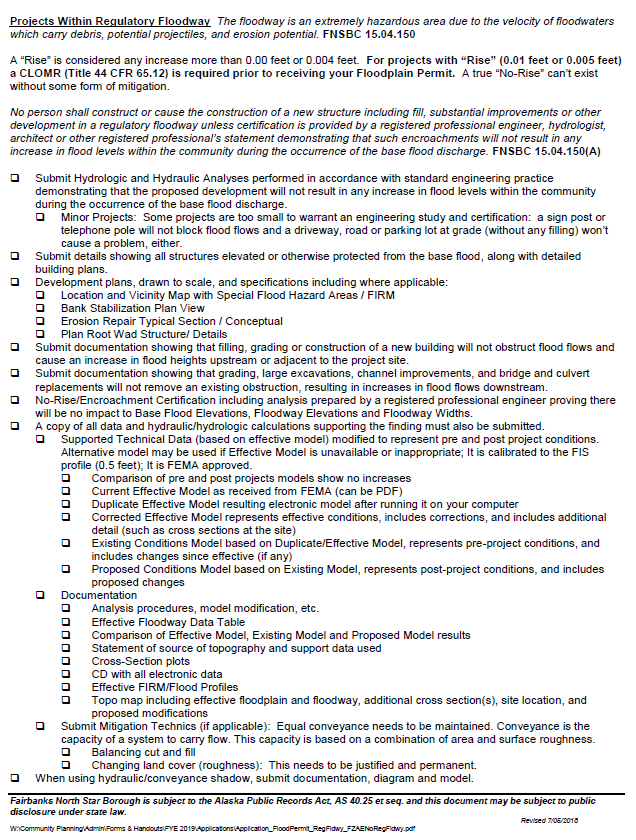 Projects Within Regulatory Floodway  The floodway is an extremely hazardous area due to the velocity of floodwaters
which carry debris, potential projectiles, and erosion potential. FNSBC 15.04.150
A “Rise” is considered any increase more than 0.00 feet or 0.004 feet.  For projects with “Rise” (0.01 feet or 0.005 feet)
a CLOMR (Title 44 CFR 65.12) is required prior to receiving your Floodplain Permit.  A true “No-Rise” can’t exist
without some form of mitigation.
No person shall construct or cause the construction of a new structure including fill, substantial improvements or other
development in a regulatory floodway unless certification is provided by a registered professional engineer, hydrologist,
architect or other registered professional’s statement demonstrating that such encroachments will not result in any
increase in flood levels within the community during the occurrence of the base flood discharge. FNSBC 15.04.150(A)
❑ Submit Hydrologic and Hydraulic Analyses performed in accordance with standard engineering practice
demonstrating that the proposed development will not result in any increase in flood levels within the community
during the occurrence of the base flood discharge.
❑ Minor Projects:  Some projects are too small to warrant an engineering study and certification:  a sign post or
telephone pole will not block flood flows and a driveway, road or parking lot at grade (without any filling) won’t
cause a problem, either.
❑ Submit details showing all structures elevated or otherwise protected from the base flood, along with detailed
building plans.
❑ Development plans, drawn to scale, and specifications including where applicable:
❑ Location and Vicinity Map with Special Flood Hazard Areas / FIRM
❑ Bank Stabilization Plan View
❑ Erosion Repair Typical Section / Conceptual
❑ Plan Root Wad Structure/ Details
❑ Submit documentation showing that filling, grading or construction of a new building will not obstruct flood flows and
cause an increase in flood heights upstream or adjacent to the project site.
❑ Submit documentation showing that grading, large excavations, channel improvements, and bridge and culvert
replacements will not remove an existing obstruction, resulting in increases in flood flows downstream.
❑ No-Rise/Encroachment Certification including analysis prepared by a registered professional engineer proving there
will be no impact to Base Flood Elevations, Floodway Elevations and Floodway Widths.
❑ A copy of all data and hydraulic/hydrologic calculations supporting the finding must also be submitted.
❑ Supported Technical Data (based on effective model) modified to represent pre and post project conditions.
Alternative model may be used if Effective Model is unavailable or inappropriate; It is calibrated to the FIS
profile (0.5 feet); It is FEMA approved.
❑ Comparison of pre and post projects models show no increases
❑ Current Effective Model as received from FEMA (can be PDF)
❑ Duplicate Effective Model resulting electronic model after running it on your computer
❑ Corrected Effective Model represents effective conditions, includes corrections, and includes additional
detail (such as cross sections at the site)
❑ Existing Conditions Model based on Duplicate/Effective Model, represents pre-project conditions, and
includes changes since effective (if any)
❑ Proposed Conditions Model based on Existing Model, represents post-project conditions, and includes
proposed changes
❑ Documentation
❑ Analysis procedures, model modification, etc.
❑ Effective Floodway Data Table
❑ Comparison of Effective Model, Existing Model and Proposed Model results
❑ Statement of source of topography and support data used
❑ Cross-Section plots
❑ CD with all electronic data
❑ Effective FIRM/Flood Profiles
❑ Topo map including effective floodplain and floodway, additional cross section(s), site location, and
proposed modifications
❑ Submit Mitigation Technics (if applicable):  Equal conveyance needs to be maintained. Conveyance is the
capacity of a system to carry flow. This capacity is based on a combination of area and surface roughness.
❑ Balancing cut and fill
❑ Changing land cover (roughness):  This needs to be justified and permanent.
❑ When using hydraulic/conveyance shadow, submit documentation, diagram and model.
Fairbanks North Star Borough is subject to the Alaska Public Records Act, AS 40.25 et seq. and this document may be subject to public
disclosure under state law.
Revised 7/05/2018
W:\Community Planning\Admin\Forms & Handouts\FYE 2019\Applications\Application_FloodPermit_RegFldwy_FZAENoRegFldwy.pdf